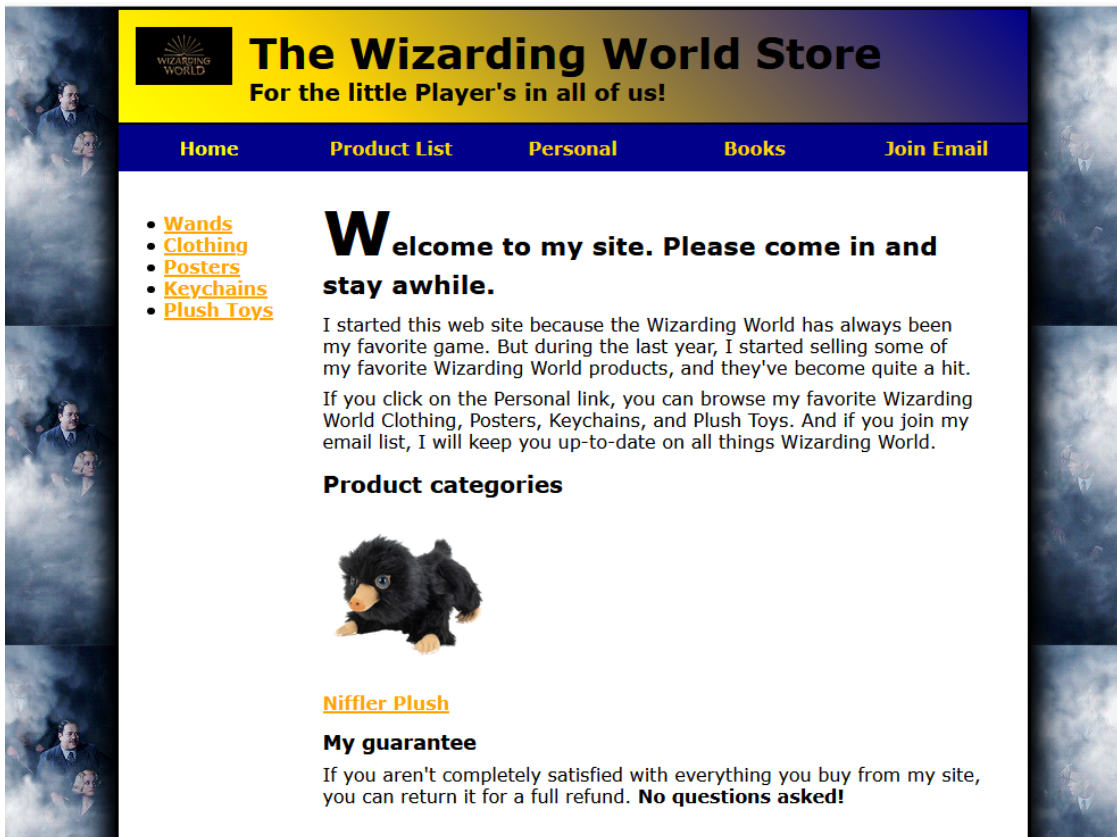 WIZARDING
WORLD
The Wizarding World Store
For the little Player's in all of us!
Home Product List Personal Books Join Email
• Wands
• Clothing
• Posters
• Keychains
• Plush Toys
Welcome to my site. Please come in and
stay awhile.
I started this web site because the Wizarding World has always been
my favorite game. But during the last year, I started selling some of
my favorite Wizarding World products, and they've become quite a hit.
If you click on the Personal link, you can browse my favorite Wizarding
World Clothing, Posters, Keychains, and Plush Toys. And if you join my
email list, I will keep you up-to-date on all things Wizarding World.
Product categories
Niffler Plush
My guarantee
If you aren't completely satisfied with everything you buy from my site,
you can return it for a full refund. No questions asked!